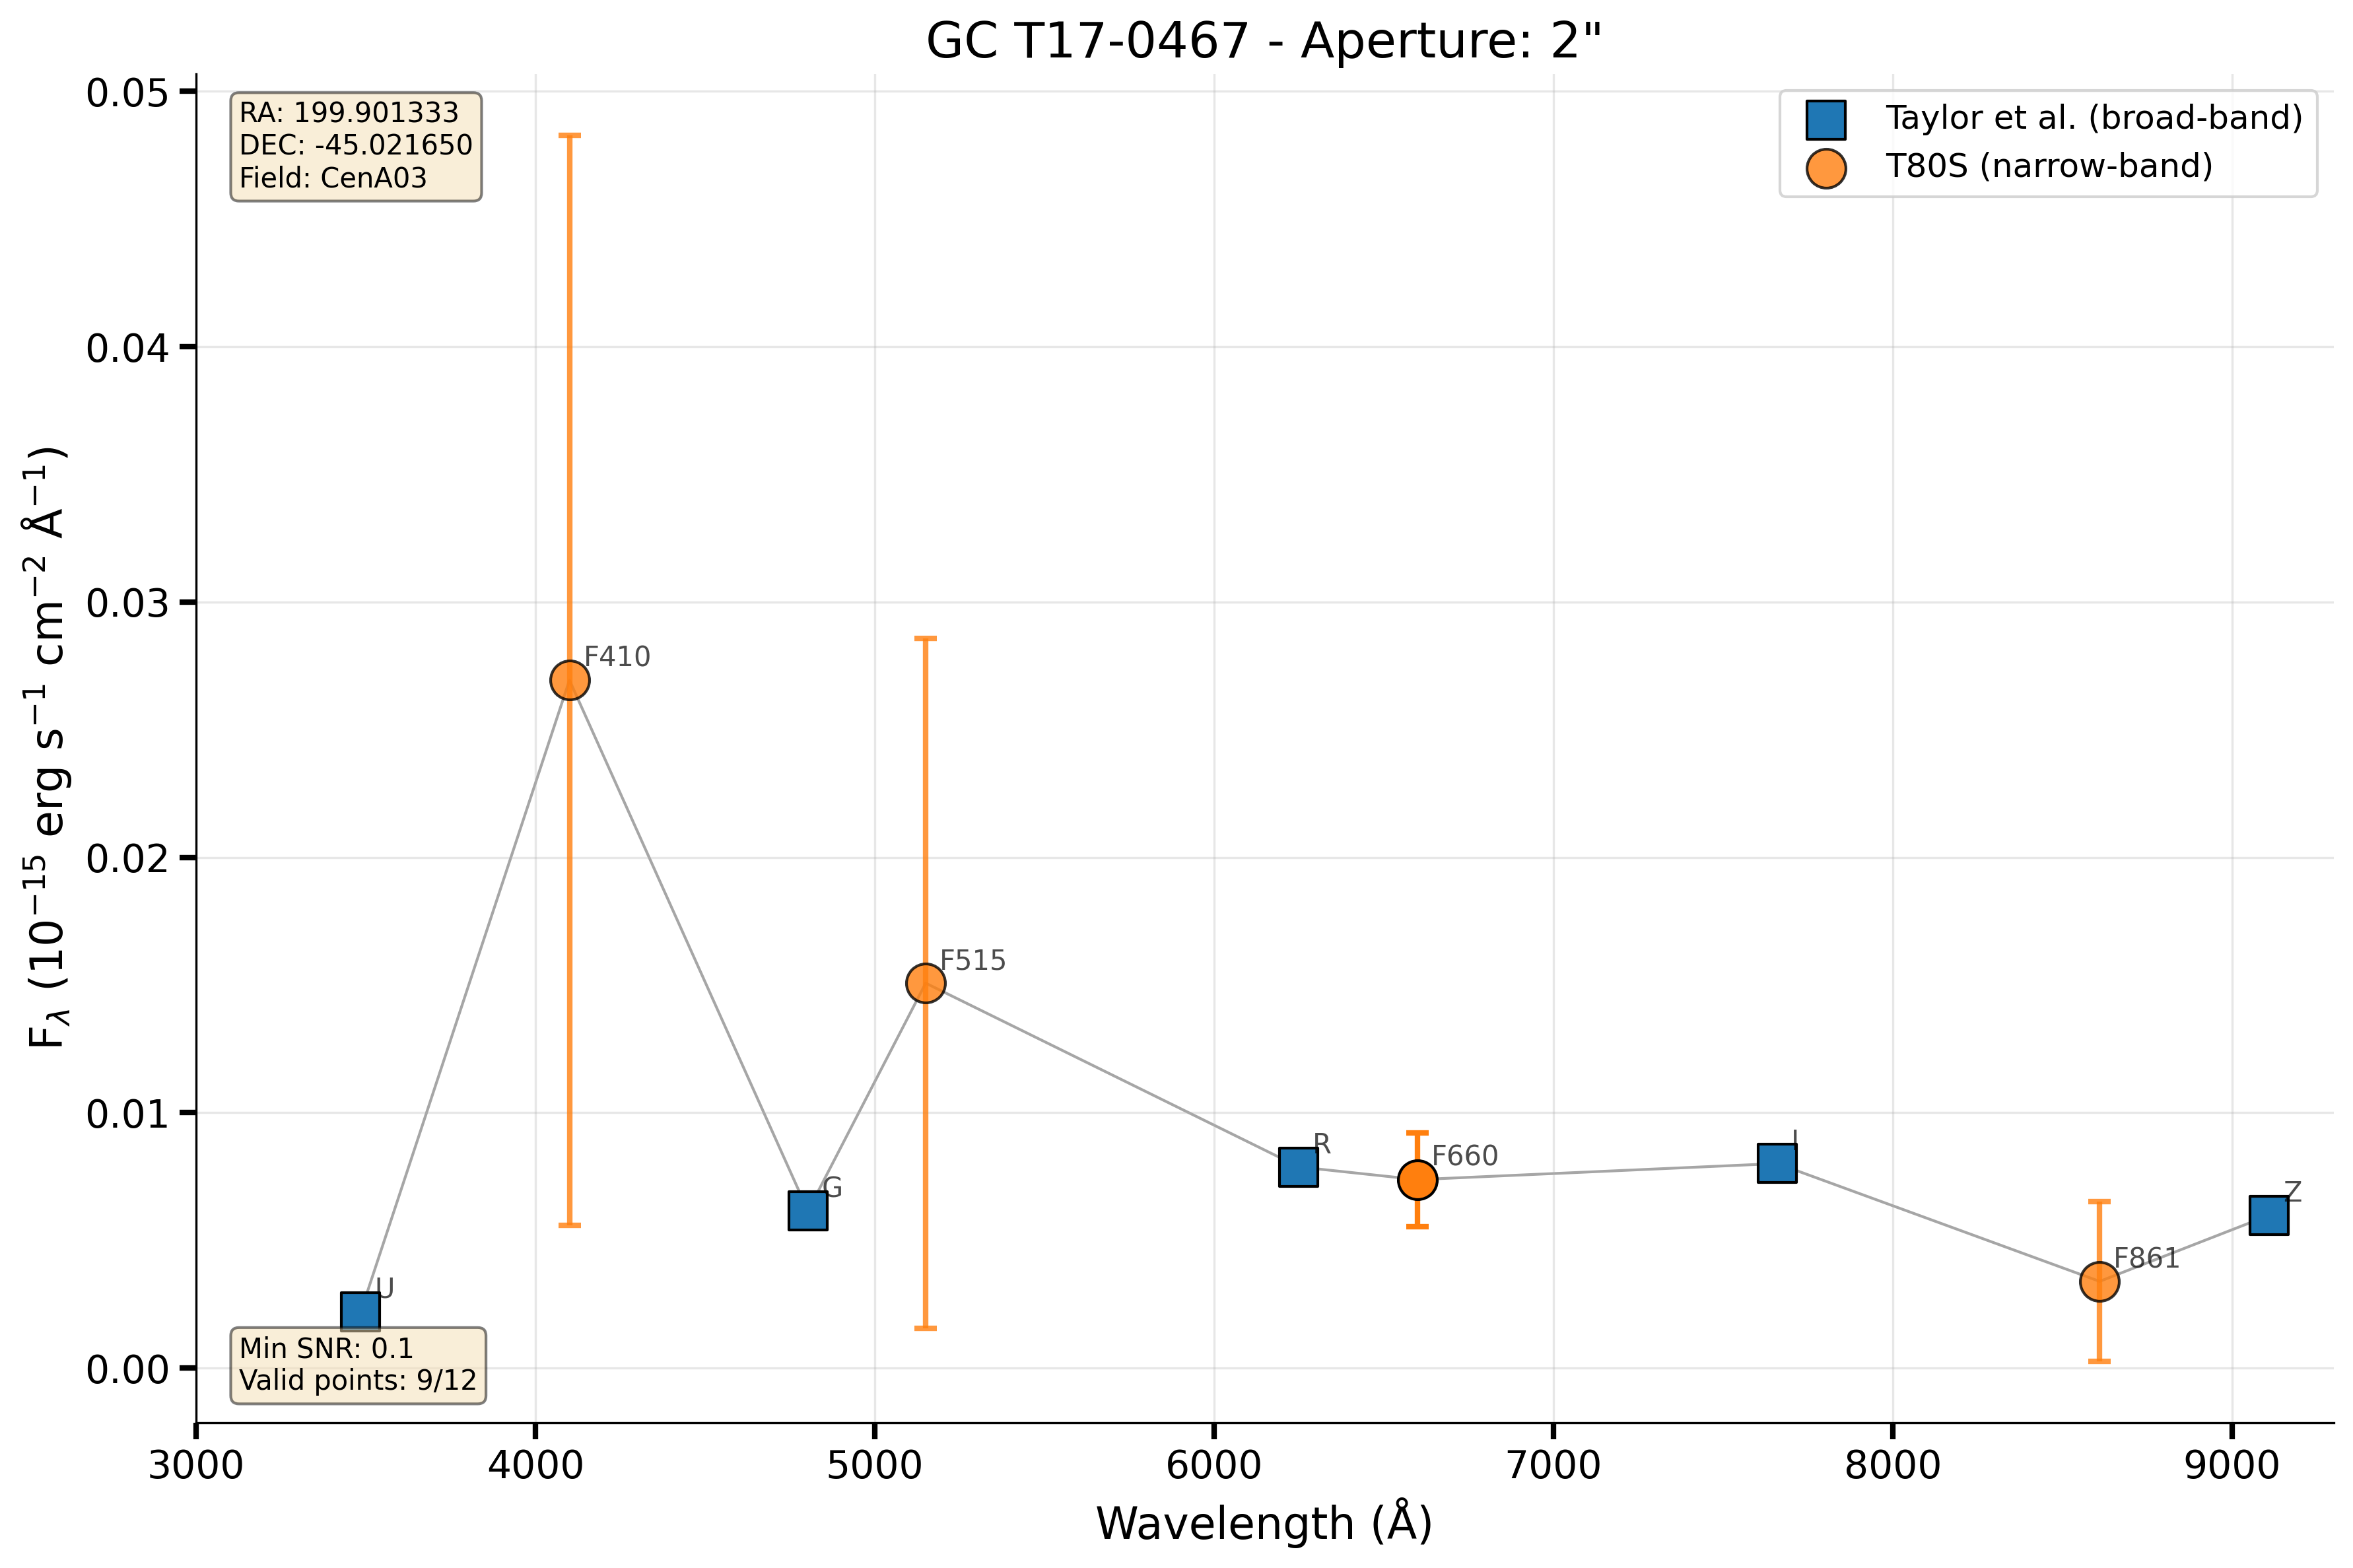 GC T17-0467 - Aperture: 2"
RA: 199.901333
DEC: -45.021650
Field: CenA03
Taylor et al. (broad-band)
T80S (narrow-band)
F_λ (10⁻¹⁵ erg s⁻¹ cm⁻² Å⁻¹)
0.05
0.04
0.03
0.02
0.01
0.00
U
F410
G
F515
R
F660
I
F861
Z
Min SNR: 0.1
Valid points: 9/12
3000 4000 5000 6000 7000 8000 9000
Wavelength (Å)